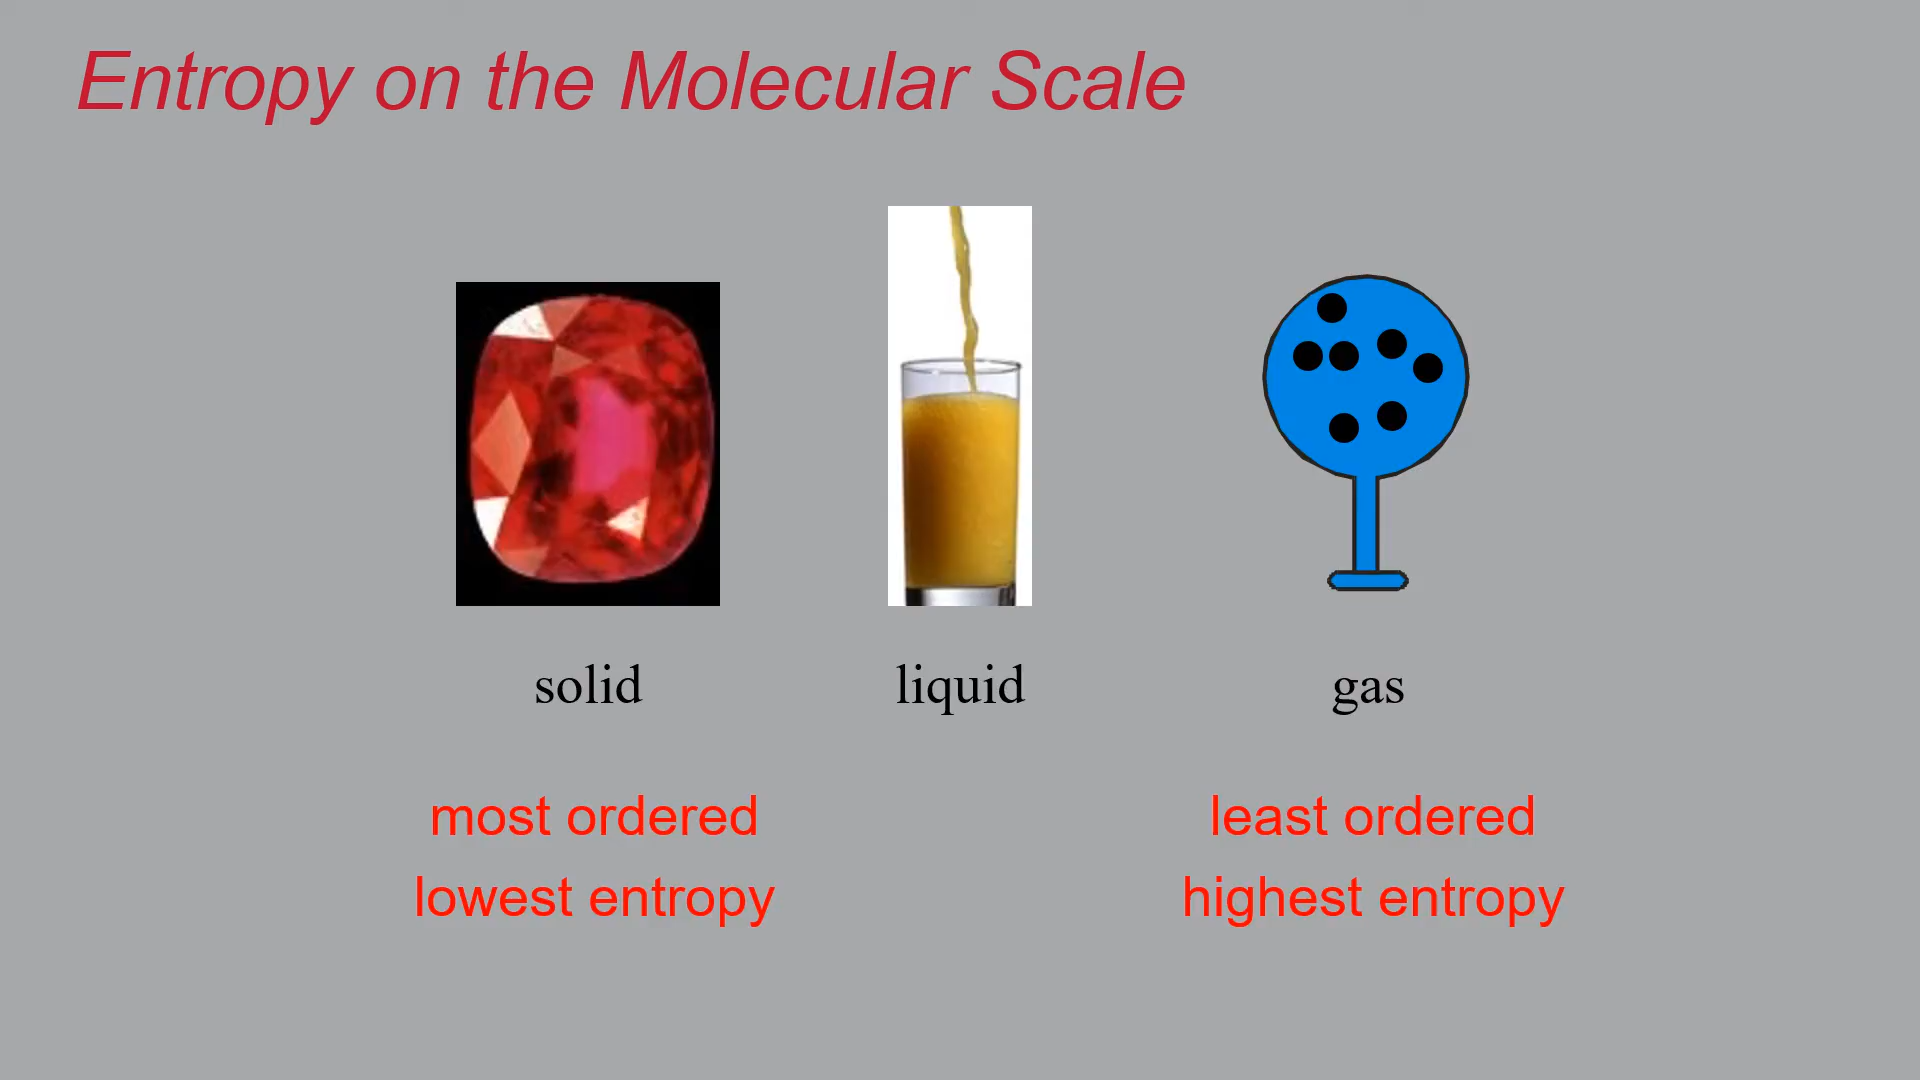 Entropy on the Molecular Scale
solid
liquid
gas
most ordered
least ordered
lowest entropy
highest entropy